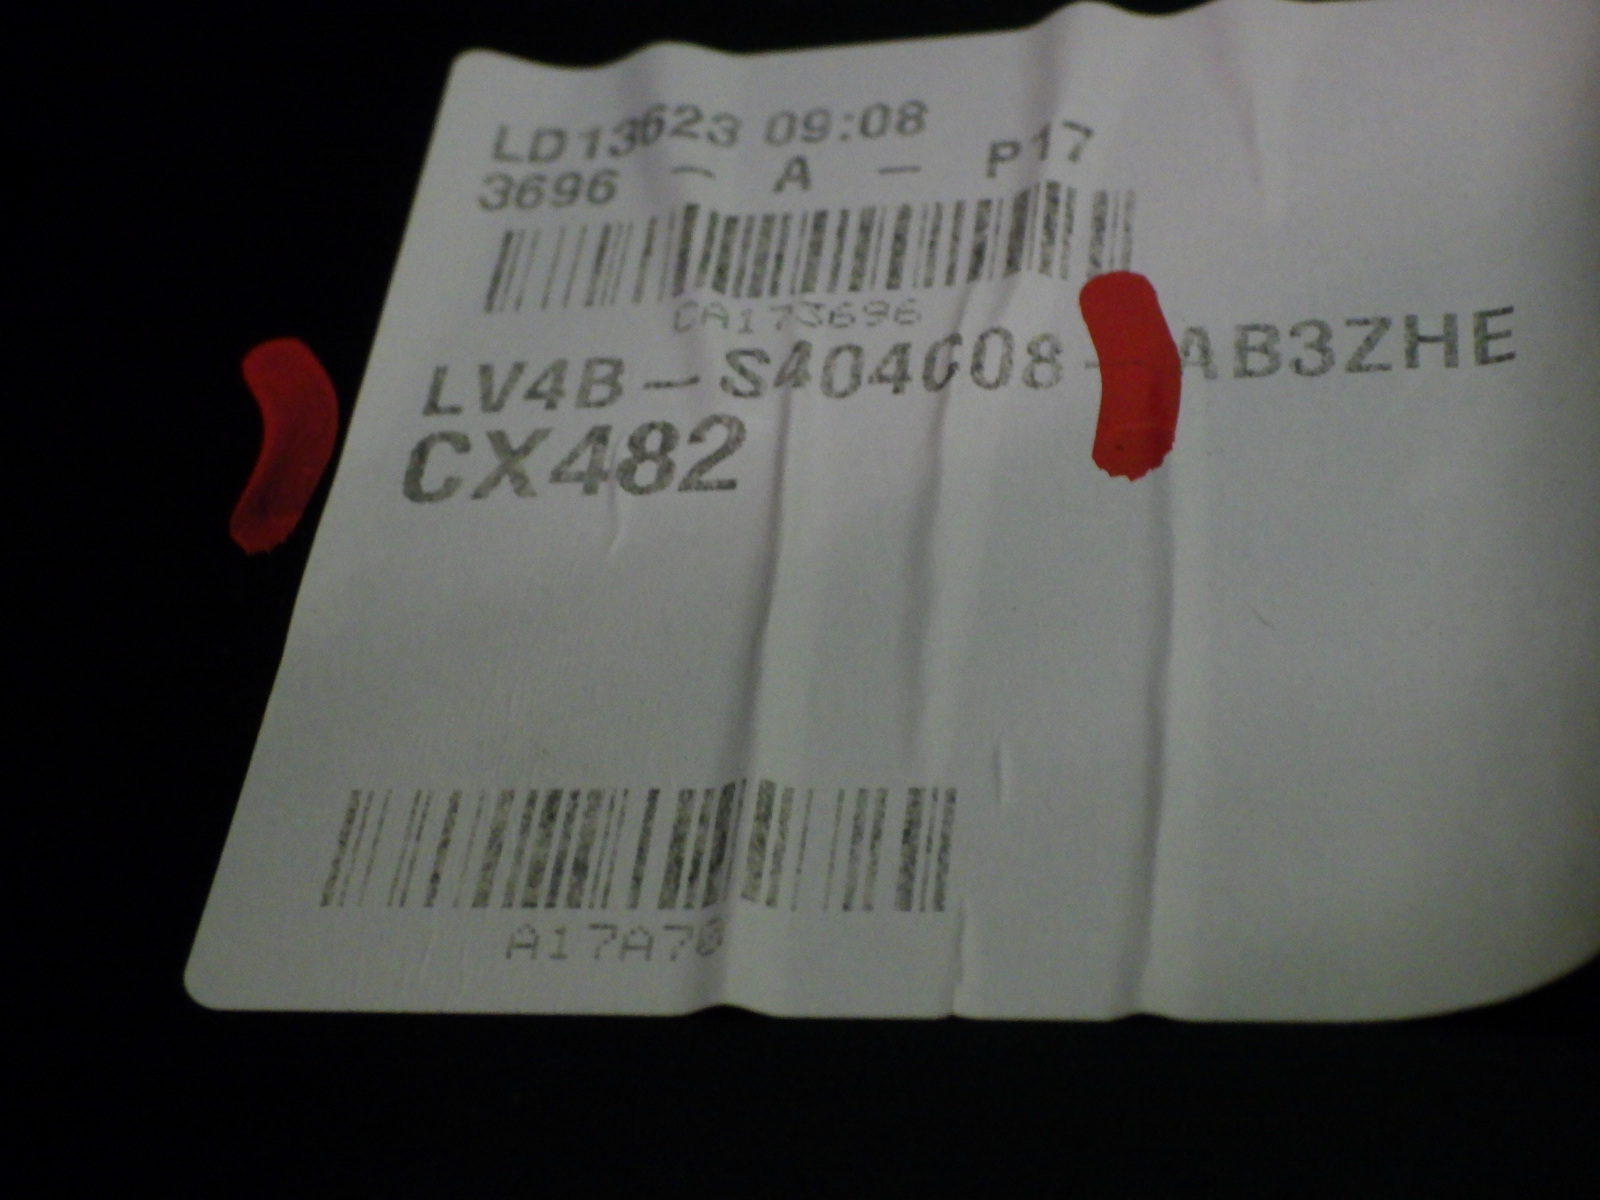 LD13623 09:08
3696 - A - P17
CA173696
LV4B-S404C08-AB3ZHE
CX482
A17A70